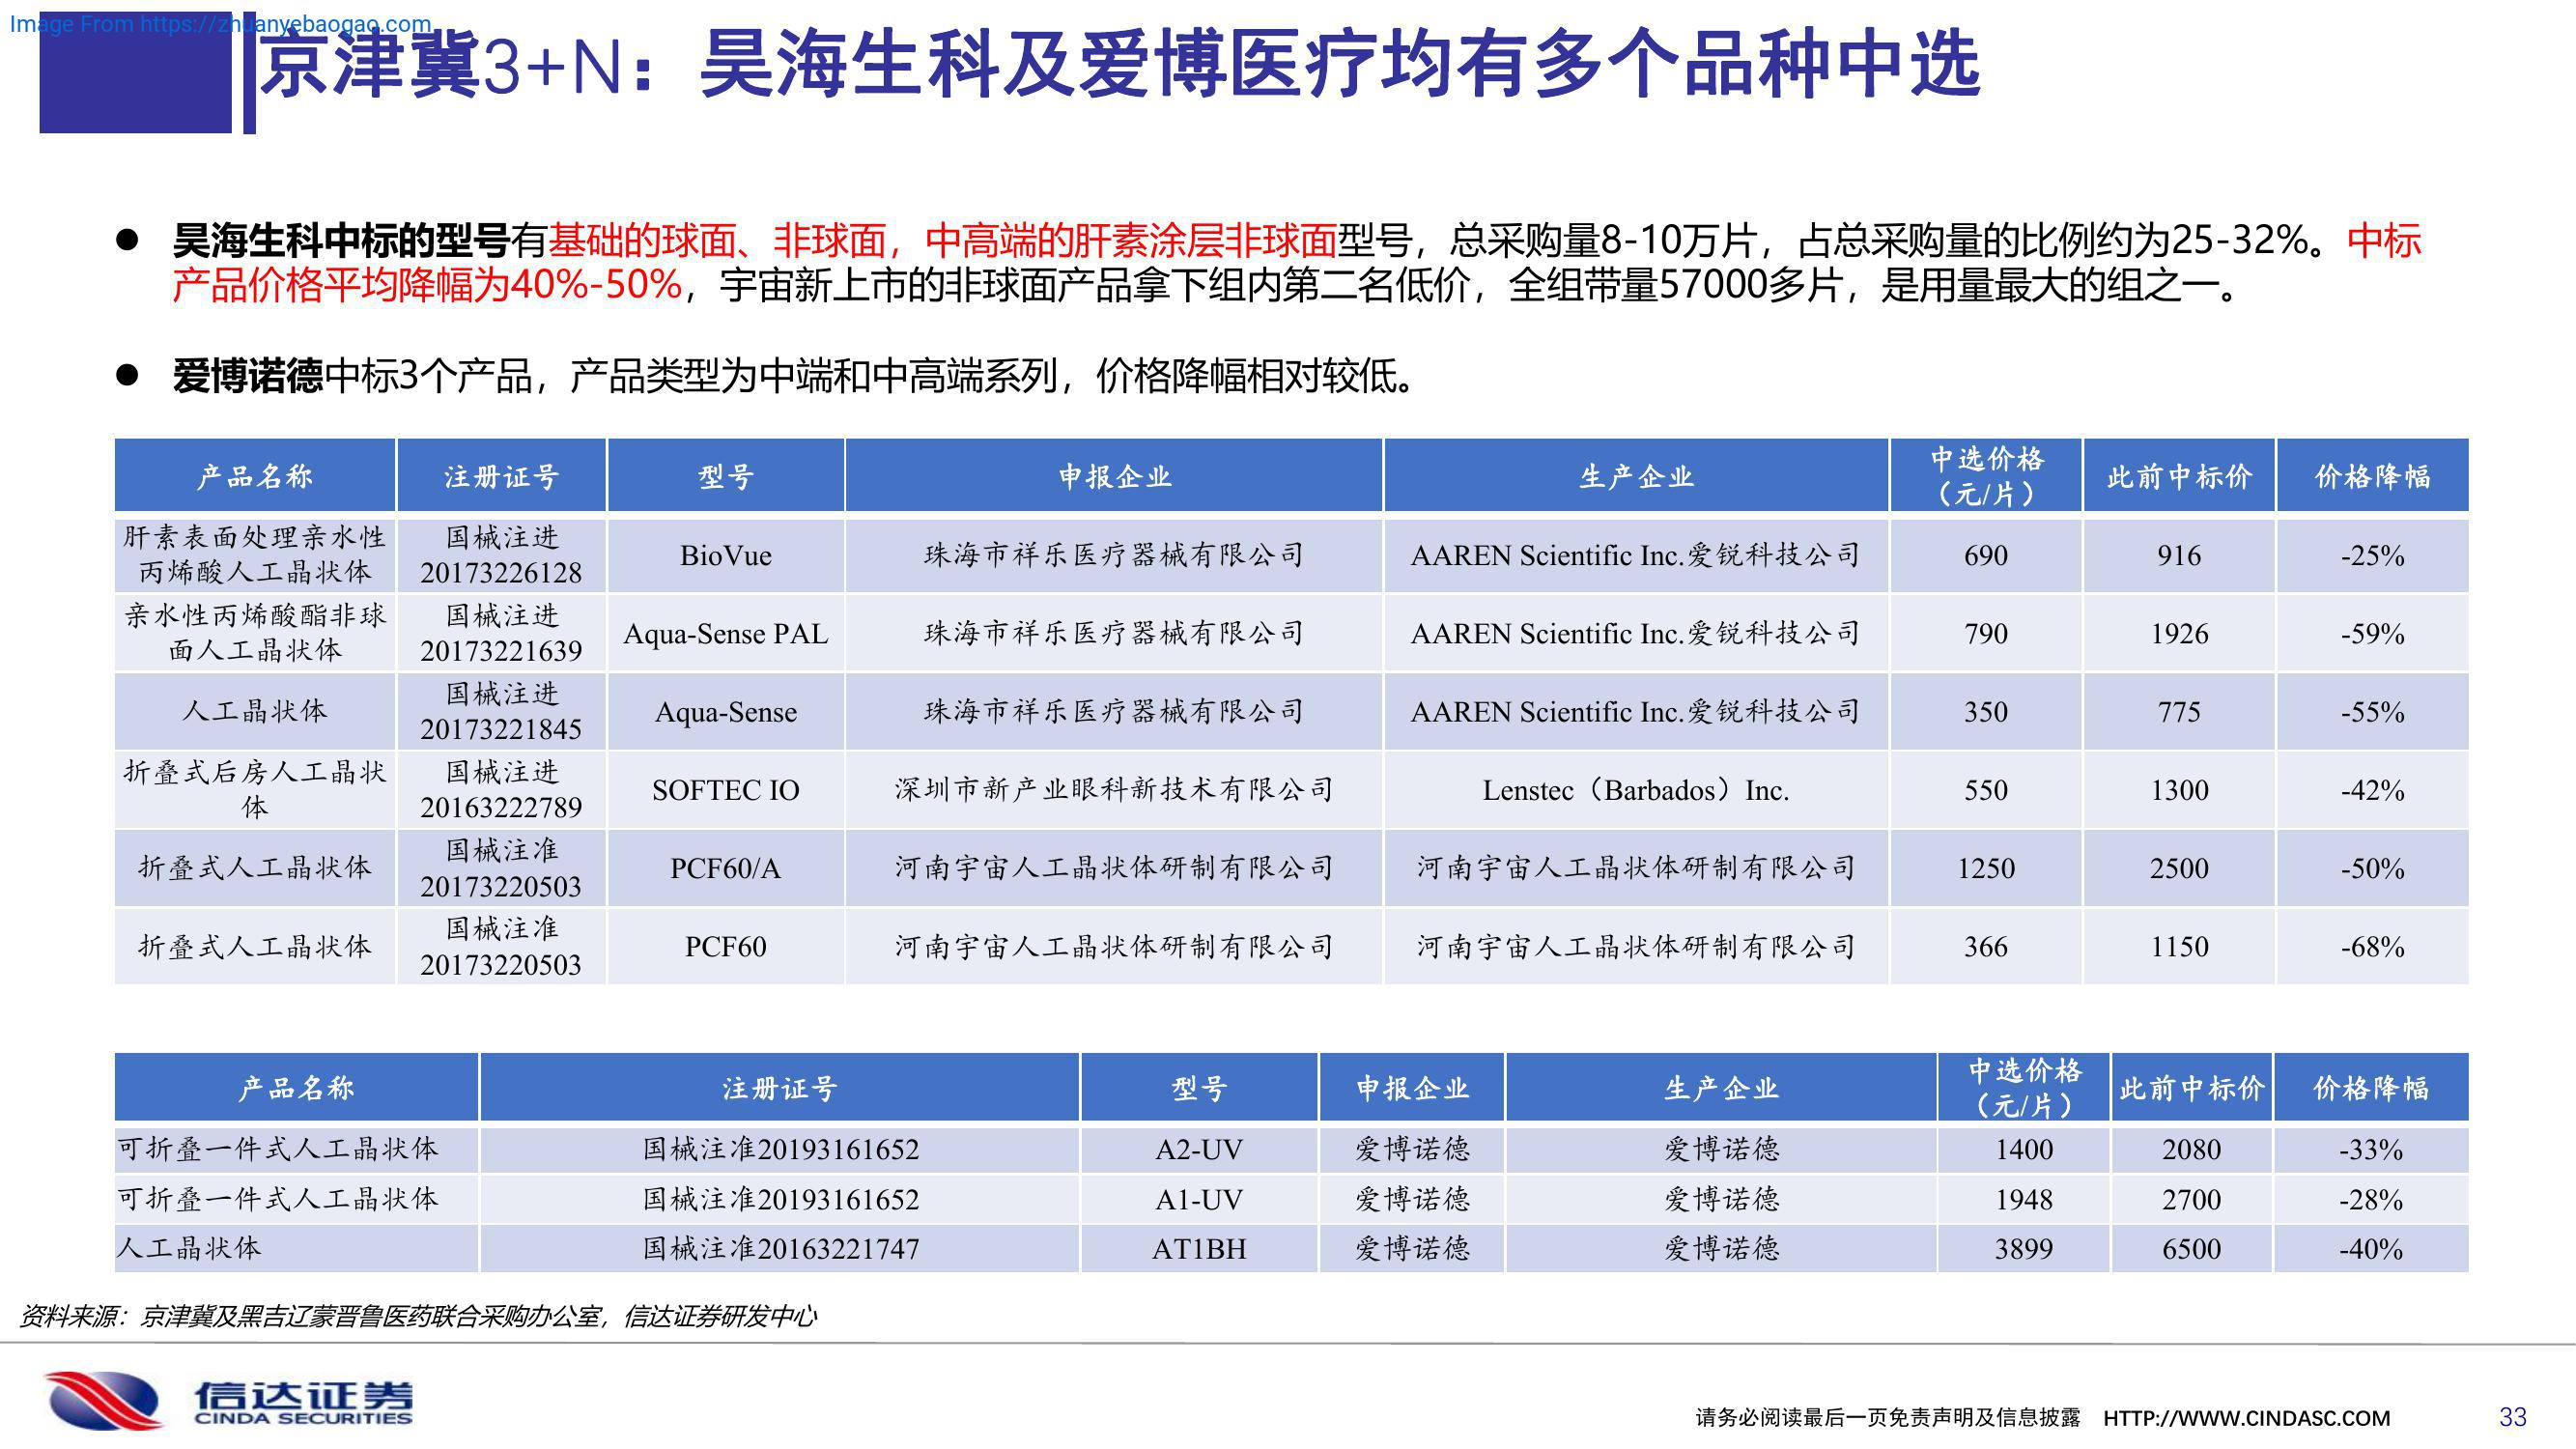 Image From https://zhuanyebaogao.com
京津冀3+N：昊海生科及爱博医疗均有多个品种中选
● 昊海生科中标的型号有基础的球面、非球面，中高端的肝素涂层非球面型号，总采购量8-10万片，占总采购量的比例约为25-32%。中标
产品价格平均降幅为40%-50%，宇宙新上市的非球面产品拿下组内第二名低价，全组带量57000多片，是用量最大的组之一。
● 爱博诺德中标3个产品，产品类型为中端和中高端系列，价格降幅相对较低。
产品名称 注册证号 型号 申报企业 生产企业 中选价格（元/片） 此前中标价 价格降幅
肝素表面处理亲水性丙烯酸人工晶状体 国械注进20173226128 BioVue 珠海市祥乐医疗器械有限公司 AAREN Scientific Inc.爱锐科技公司 690 916 -25%
亲水性丙烯酸酯非球面人工晶状体 国械注进20173221639 Aqua-Sense PAL 珠海市祥乐医疗器械有限公司 AAREN Scientific Inc.爱锐科技公司 790 1926 -59%
人工晶状体 国械注进20173221845 Aqua-Sense 珠海市祥乐医疗器械有限公司 AAREN Scientific Inc.爱锐科技公司 350 775 -55%
折叠式后房人工晶状体 国械注进20163222789 SOFTEC IO 深圳市新产业眼科新技术有限公司 Lenstec（Barbados）Inc. 550 1300 -42%
折叠式人工晶状体 国械注准20173220503 PCF60/A 河南宇宙人工晶状体研制有限公司 河南宇宙人工晶状体研制有限公司 1250 2500 -50%
折叠式人工晶状体 国械注准20173220503 PCF60 河南宇宙人工晶状体研制有限公司 河南宇宙人工晶状体研制有限公司 366 1150 -68%
产品名称 注册证号 型号 申报企业 生产企业 中选价格（元/片） 此前中标价 价格降幅
可折叠一件式人工晶状体 国械注准20193161652 A2-UV 爱博诺德 爱博诺德 1400 2080 -33%
可折叠一件式人工晶状体 国械注准20193161652 A1-UV 爱博诺德 爱博诺德 1948 2700 -28%
人工晶状体 国械注准20163221747 AT1BH 爱博诺德 爱博诺德 3899 6500 -40%
资料来源：京津冀及黑吉辽蒙晋鲁医药联合采购办公室，信达证券研发中心
信达证券
CINDA SECURITIES
请务必阅读最后一页免责声明及信息披露 HTTP://WWW.CINDASC.COM 33